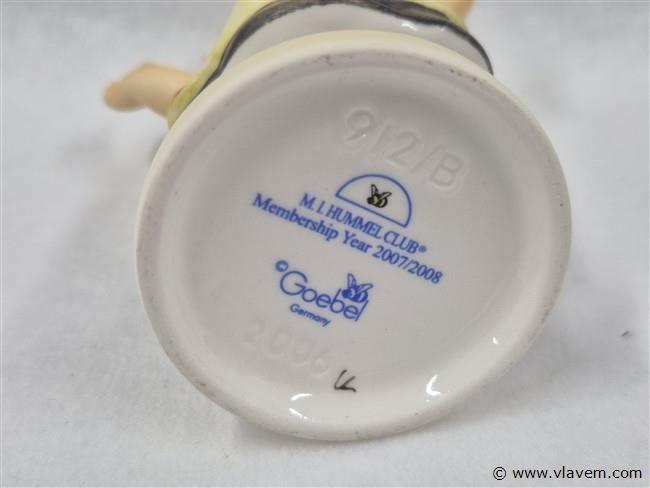 912/B
M. I. HUMMEL CLUB®
Membership Year 2007/2008
© Goebel
Germany
2006
© www.vlavem.com